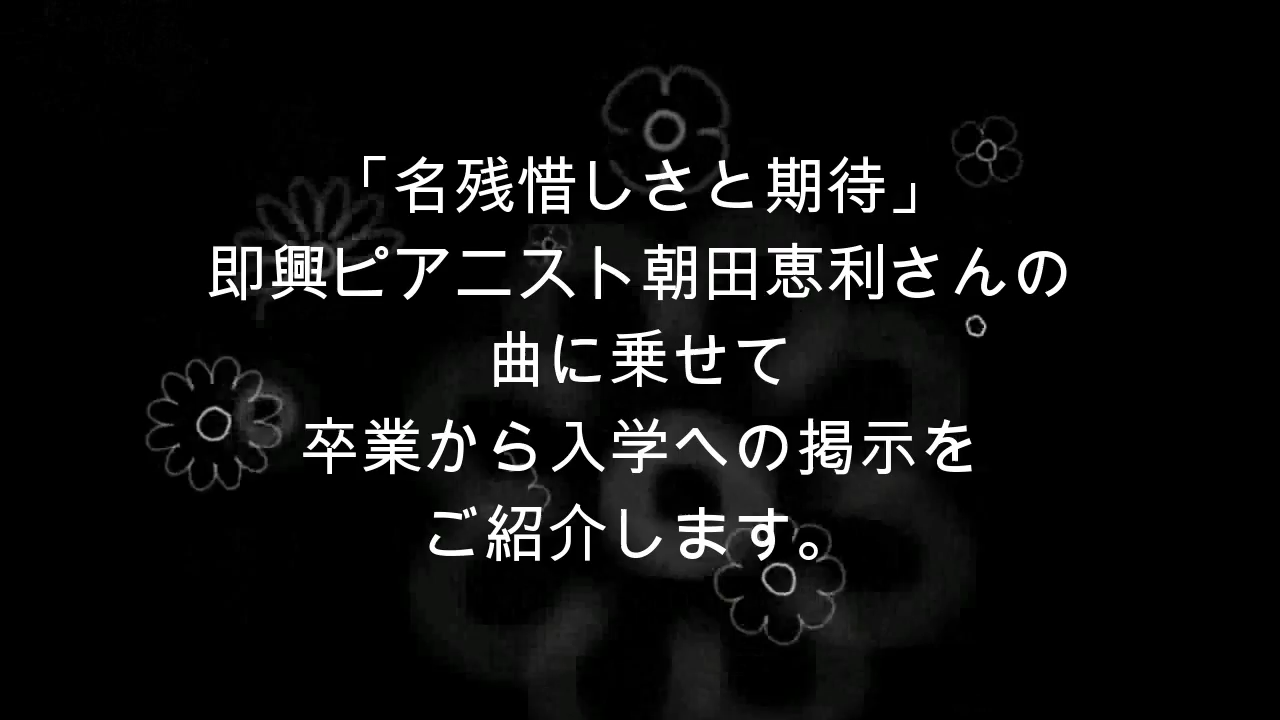 「名残惜しさと期待」
即興ピアニスト朝田恵利さんの
曲に乗せて
卒業から入学への掲示を
ご紹介します。